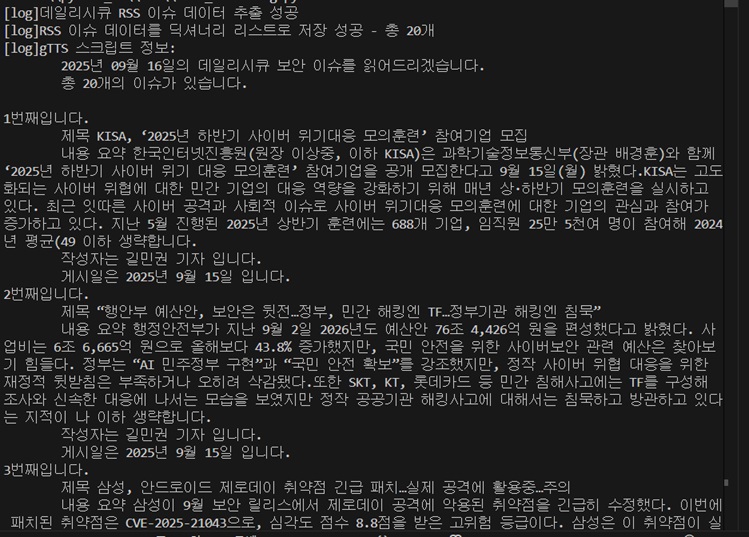 [log]데일리시큐 RSS 이슈 데이터 추출 성공
[log]RSS 이슈 데이터를 딕셔너리 리스트로 저장 성공 - 총 20개
[log]gTTS 스크립트 정보:
2025년 09월 16일의 데일리시큐 보안 이슈를 읽어드리겠습니다.
총 20개의 이슈가 있습니다.
1번째입니다.
제목 KISA, ‘2025년 하반기 사이버 위기대응 모의훈련’ 참여기업 모집
내용 요약 한국인터넷진흥원(원장 이상중, 이하 KISA)은 과학기술정보통신부(장관 배경훈)와 함께
‘2025년 하반기 사이버 위기 대응 모의훈련’ 참여기업을 공개 모집한다고 9월 15일(월) 밝혔다.KISA는 고도
화되는 사이버 위협에 대한 민간 기업의 대응 역량을 강화하기 위해 매년 상·하반기 모의훈련을 실시하고
있다. 최근 잇따른 사이버 공격과 사회적 이슈로 사이버 위기대응 모의훈련에 대한 기업의 관심과 참여가
증가하고 있다. 지난 5월 진행된 2025년 상반기 훈련에는 688개 기업, 임직원 25만 5천여 명이 참여해 2024
년 평균(49 이하 생략합니다.
작성자는 길민권 기자 입니다.
게시일은 2025년 9월 15일 입니다.
2번째입니다.
제목 “행안부 예산안, 보안은 뒷전…정부, 민간 해킹엔 TF…정부기관 해킹엔 침묵”
내용 요약 행정안전부가 지난 9월 2일 2026년도 예산안 76조 4,426억 원을 편성했다고 밝혔다. 사
업비는 6조 6,665억 원으로 올해보다 43.8% 증가했지만, 국민 안전을 위한 사이버보안 관련 예산은 찾아보
기 힘들다. 정부는 “AI 민주정부 구현”과 “국민 안전 확보”를 강조했지만, 정작 사이버 위협 대응을 위한
재정적 뒷받침은 부족하거나 오히려 삭감됐다.또한 SKT, KT, 롯데카드 등 민간 침해사고에는 TF를 구성해
조사와 신속한 대응에 나서는 모습을 보였지만 정작 공공기관 해킹사고에 대해서는 침묵하고 방관하고 있다
는 지적이 나 이하 생략합니다.
작성자는 길민권 기자 입니다.
게시일은 2025년 9월 15일 입니다.
3번째입니다.
제목 삼성, 안드로이드 제로데이 취약점 긴급 패치…실제 공격에 활용중…주의
내용 요약 삼성이 9월 보안 릴리스에서 제로데이 공격에 악용된 취약점을 긴급히 수정했다. 이번에
패치된 취약점은 CVE-2025-21043으로, 심각도 점수 8.8점을 받은 고위험 등급이다. 삼성은 이 취약점이 실